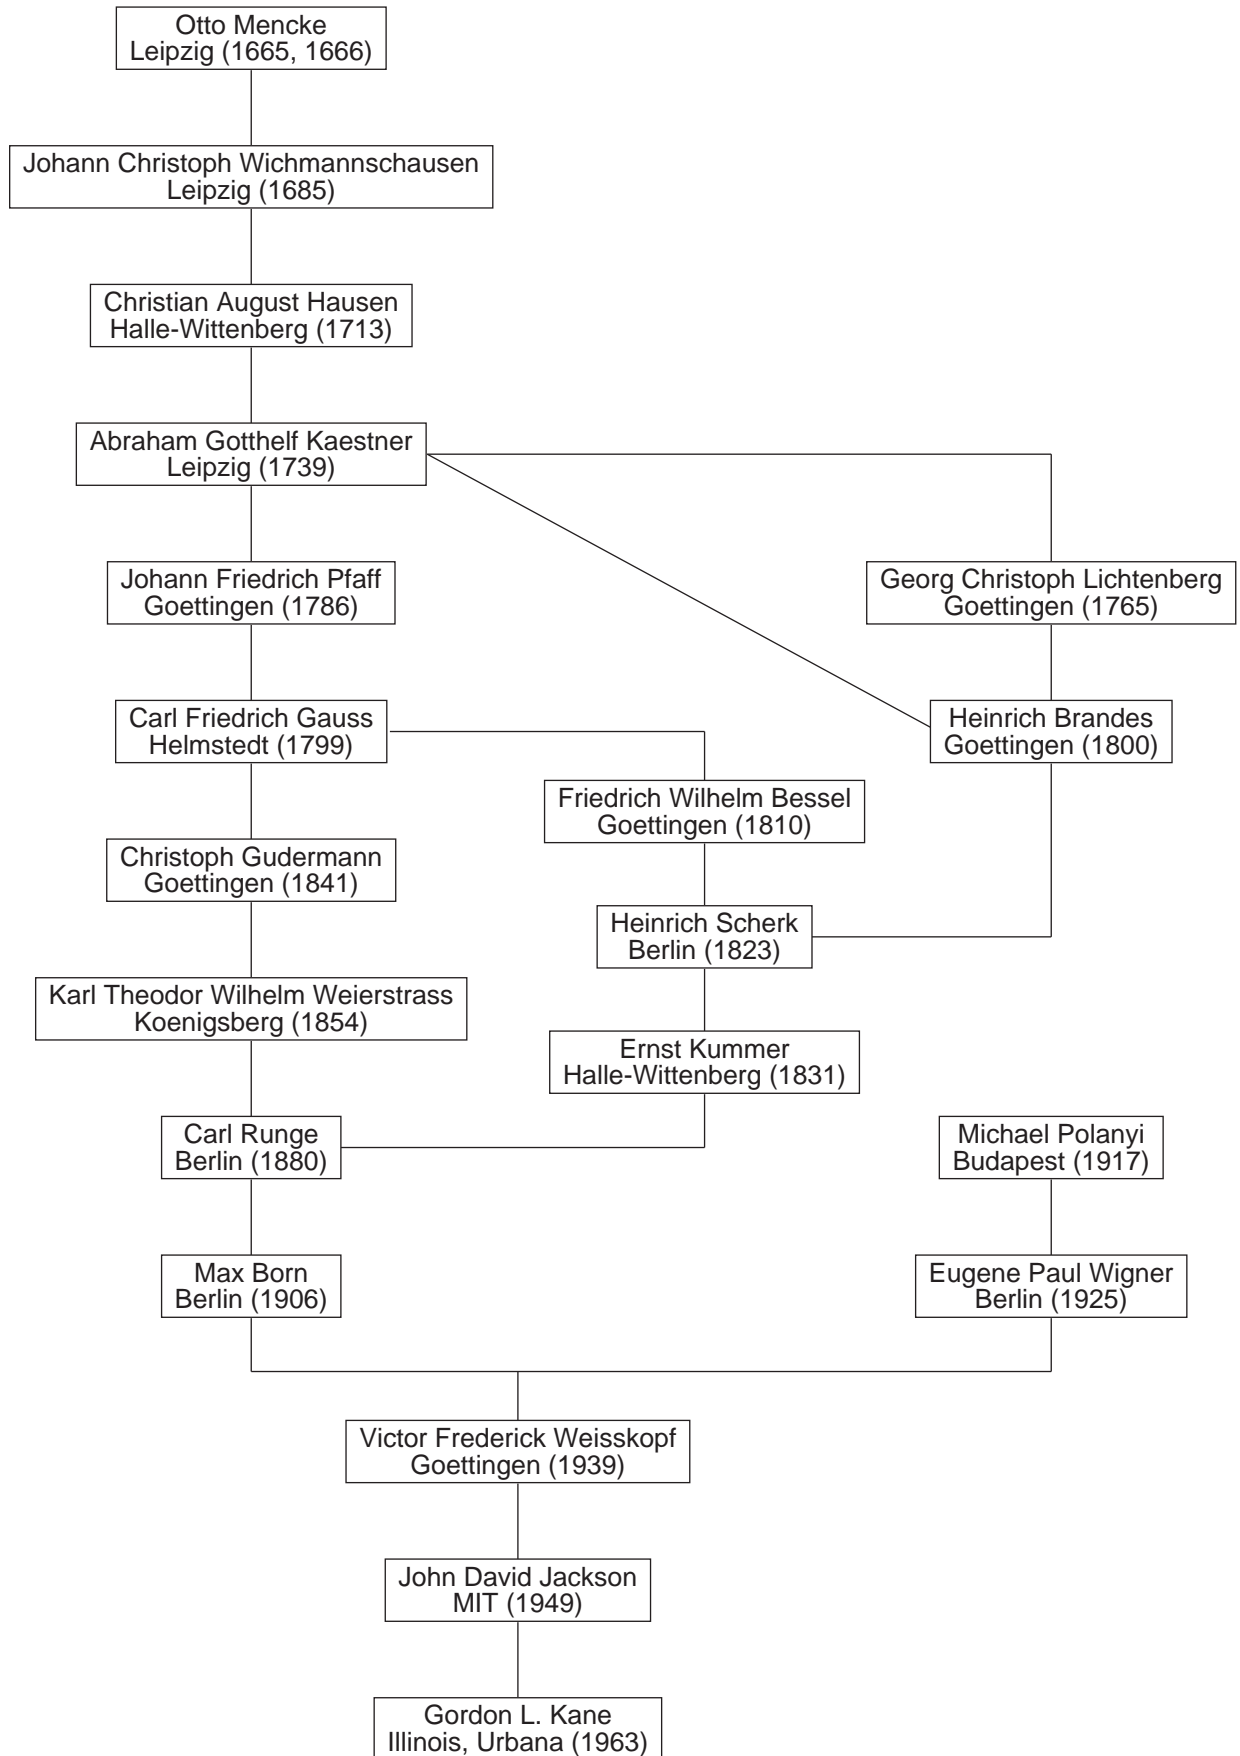 Otto Mencke
Leipzig (1665, 1666)
Johann Christoph Wichmannschausen
Leipzig (1685)
Christian August Hausen
Halle-Wittenberg (1713)
Abraham Gotthelf Kaestner
Leipzig (1739)
Johann Friedrich Pfaff
Goettingen (1786)
Georg Christoph Lichtenberg
Goettingen (1765)
Carl Friedrich Gauss
Helmstedt (1799)
Heinrich Brandes
Goettingen (1800)
Friedrich Wilhelm Bessel
Goettingen (1810)
Christoph Gudermann
Goettingen (1841)
Heinrich Scherk
Berlin (1823)
Karl Theodor Wilhelm Weierstrass
Koenigsberg (1854)
Ernst Kummer
Halle-Wittenberg (1831)
Carl Runge
Berlin (1880)
Michael Polanyi
Budapest (1917)
Max Born
Berlin (1906)
Eugene Paul Wigner
Berlin (1925)
Victor Frederick Weisskopf
Goettingen (1939)
John David Jackson
MIT (1949)
Gordon L. Kane
Illinois, Urbana (1963)